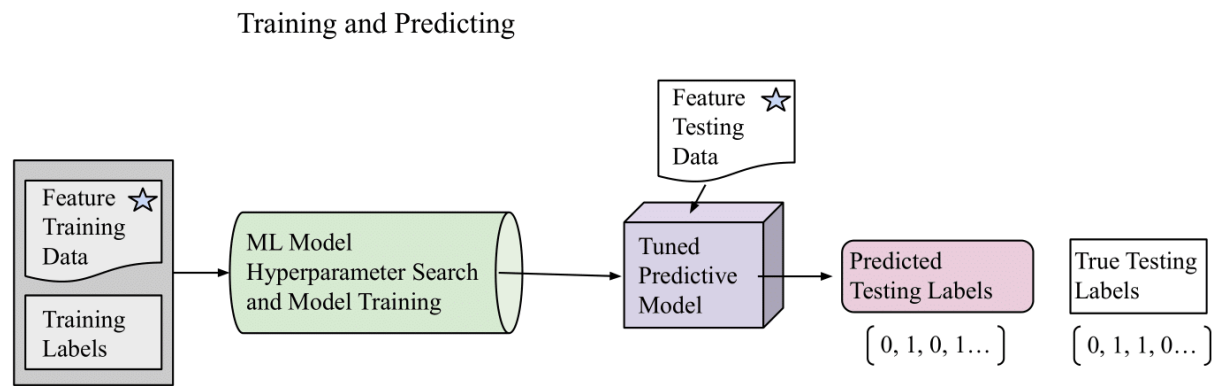 Training and Predicting
Feature
Training
Data
Training
Labels
ML Model
Hyperparameter Search
and Model Training
Feature
Testing
Data
Tuned
Predictive
Model
Predicted
Testing Labels
[0, 1, 0, 1…]
True Testing
Labels
[0, 1, 1, 0…]